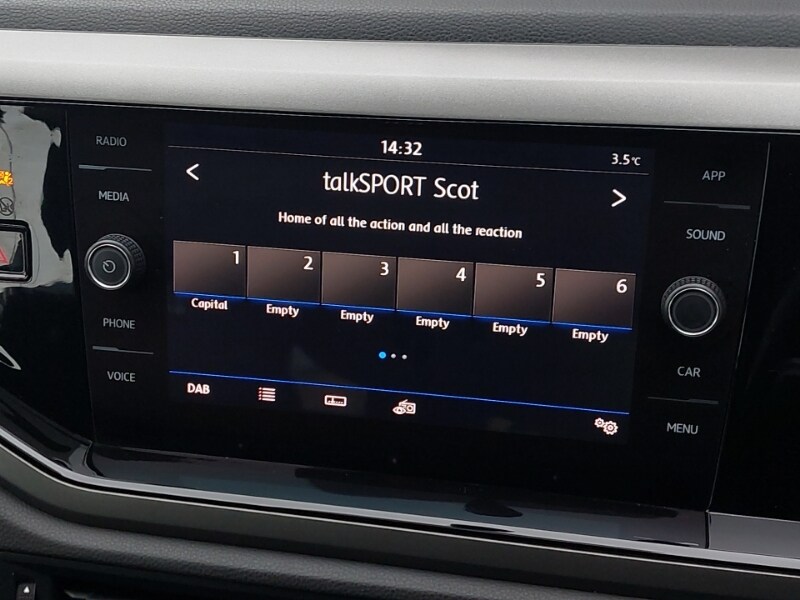 14:32
3.5°C
RADIO
MEDIA
PHONE
VOICE
<
talkSPORT Scot
>
Home of all the action and all the reaction
1 2 3 4 5 6
Capital Empty Empty Empty Empty Empty
DAB
APP
SOUND
CAR
MENU